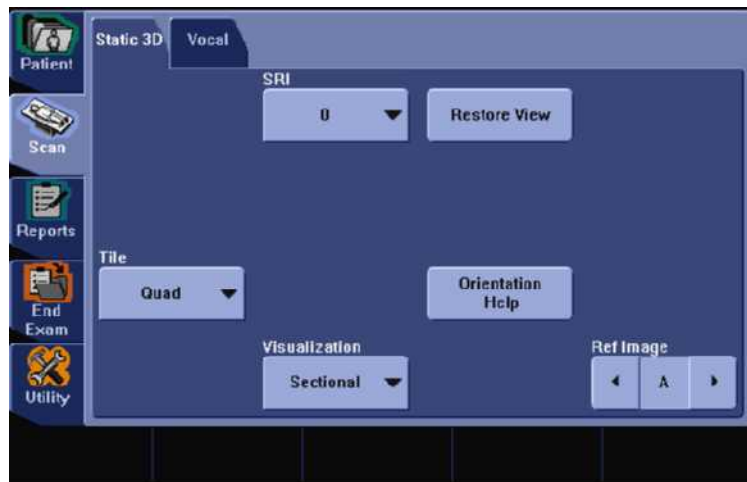 Patient
Scan
Reports
End
Exam
Utility
Static 3D
Vocal
SRI
0
Restore View
Tile
Quad
Orientation
Help
Visualization
Sectional
Ref Image
A